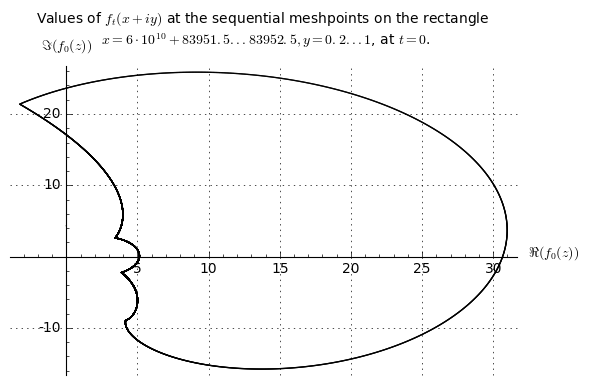 Values of f_t(x + iy) at the sequential meshpoints on the rectangle
x = 6 · 10^10 + 83951.5...83952.5, y = 0.2...1, at t = 0.
ℑ(f_0(z))
20
10
-10
5 10 15 20 25 30
ℜ(f_0(z))